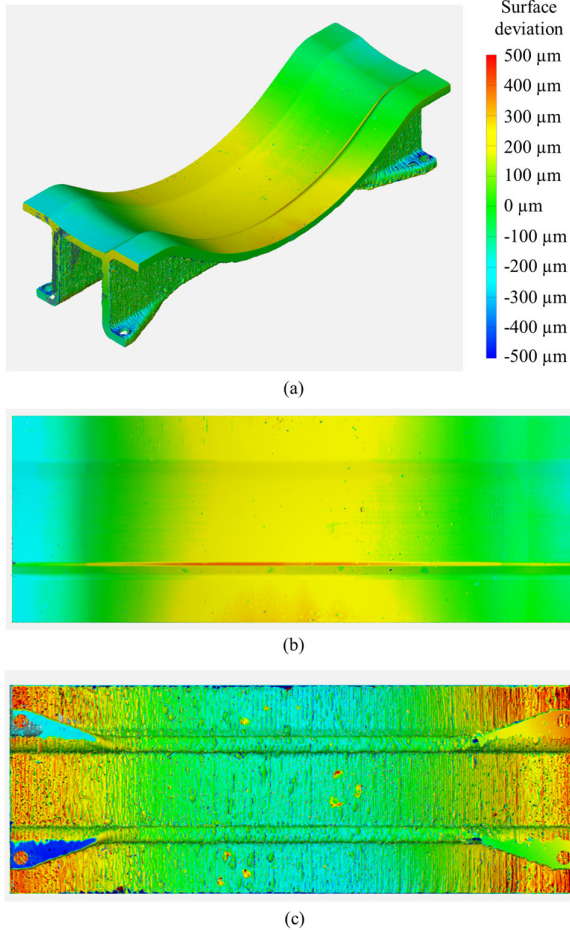 Surface
deviation
500 µm
400 µm
300 µm
200 µm
100 µm
0 µm
-100 µm
-200 µm
-300 µm
-400 µm
-500 µm
(a)
(b)
(c)